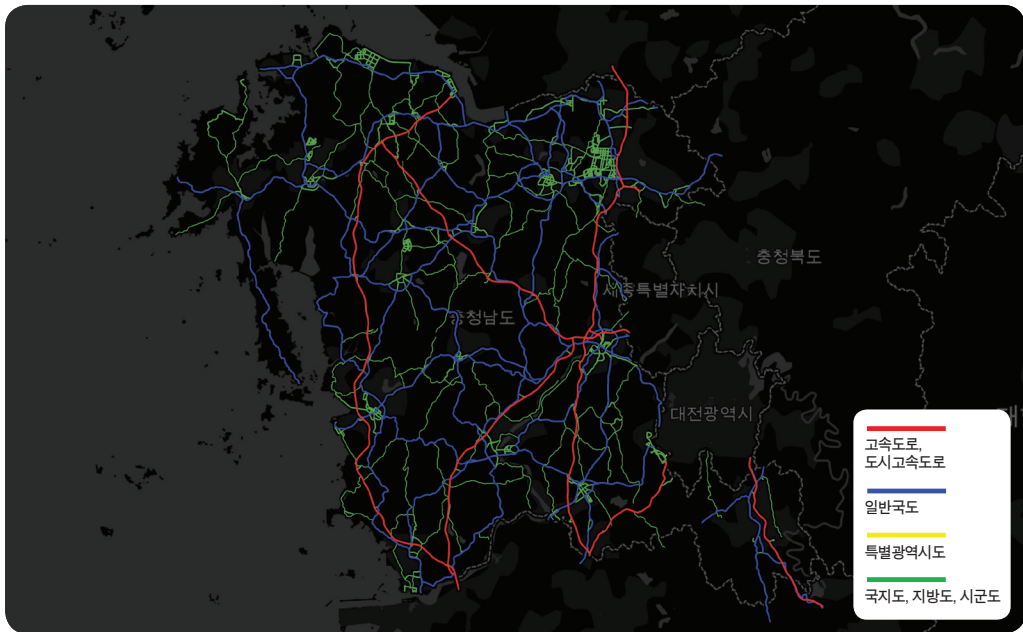 충청북도
세종특별자치시
충청남도
대전광역시
고속도로,
도시고속도로
일반국도
특별광역시도
국지도, 지방도, 시군도